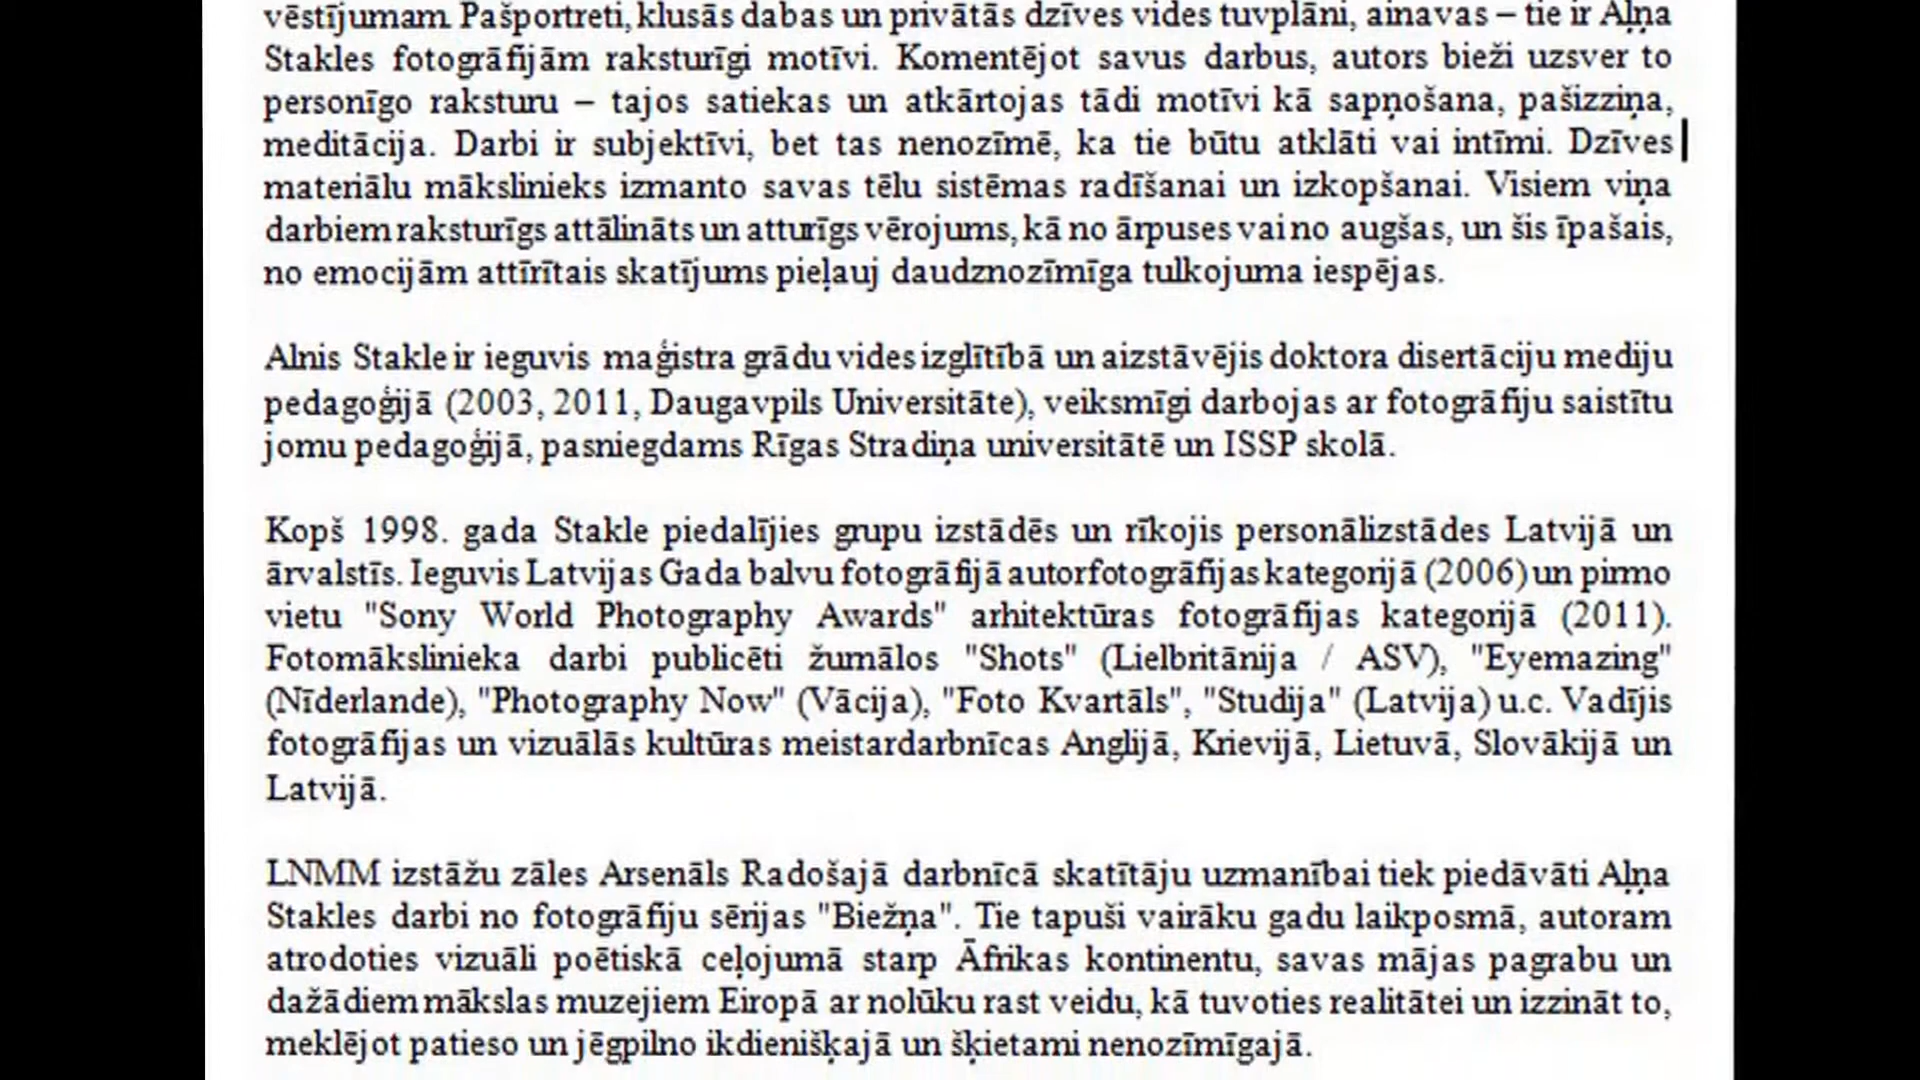 vēstījumam. Pašportreti, klusās dabas un privātās dzīves vides tuvplāni, ainavas – tie ir Aļņa
Stakles fotogrāfijām raksturīgi motīvi. Komentējot savus darbus, autors bieži uzsver to
personīgo raksturu – tajos satiekas un atkārtojas tādi motīvi kā sapņošana, pašizziņa,
meditācija. Darbi ir subjektīvi, bet tas nenozīmē, ka tie būtu atklāti vai intīmi. Dzīves
materiālu mākslinieks izmanto savas tēlu sistēmas radīšanai un izkopšanai. Visiem viņa
darbiem raksturīgs attālināts un atturīgs vērojums, kā no ārpuses vai no augšas, un šis īpašais,
no emocijām attīrītais skatījums pieļauj daudznozīmīga tulkojuma iespējas.
Alnis Stakle ir ieguvis maģistra grādu vides izglītībā un aizstāvējis doktora disertāciju mediju
pedagoģijā (2003, 2011, Daugavpils Universitāte), veiksmīgi darbojas ar fotogrāfiju saistītu
jomu pedagoģijā, pasniegdams Rīgas Stradiņa universitātē un ISSP skolā.
Kopš 1998. gada Stakle piedalījies grupu izstādēs un rīkojis personālizstādes Latvijā un
ārvalstīs. Ieguvis Latvijas Gada balvu fotogrāfijā autorfotogrāfijas kategorijā (2006) un pirmo
vietu "Sony World Photography Awards" arhitektūras fotogrāfijas kategorijā (2011).
Fotomākslinieka darbi publicēti žurnālos "Shots" (Lielbritānija / ASV), "Eyemazing"
(Nīderlande), "Photography Now" (Vācija), "Foto Kvartāls", "Studija" (Latvija) u.c. Vadījis
fotogrāfijas un vizuālās kultūras meistardarbnīcas Anglijā, Krievijā, Lietuvā, Slovākijā un
Latvijā.
LNMM izstāžu zāles Arsenāls Radošajā darbnīcā skatītāju uzmanībai tiek piedāvāti Aļņa
Stakles darbi no fotogrāfiju sērijas "Biežņa". Tie tapuši vairāku gadu laikposmā, autoram
atrodoties vizuāli poētiskā ceļojumā starp Āfrikas kontinentu, savas mājas pagrabu un
dažādiem mākslas muzejiem Eiropā ar nolūku rast veidu, kā tuvoties realitātei un izzināt to,
meklējot patieso un jēgpilno ikdienišķajā un šķietami nenozīmīgajā.